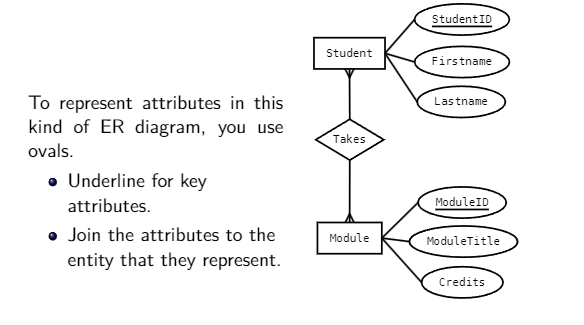 To represent attributes in this
kind of ER diagram, you use
ovals.
Underline for key
attributes.
Join the attributes to the
entity that they represent.
Student
StudentID
Firstname
Lastname
Takes
Module
ModuleID
ModuleTitle
Credits